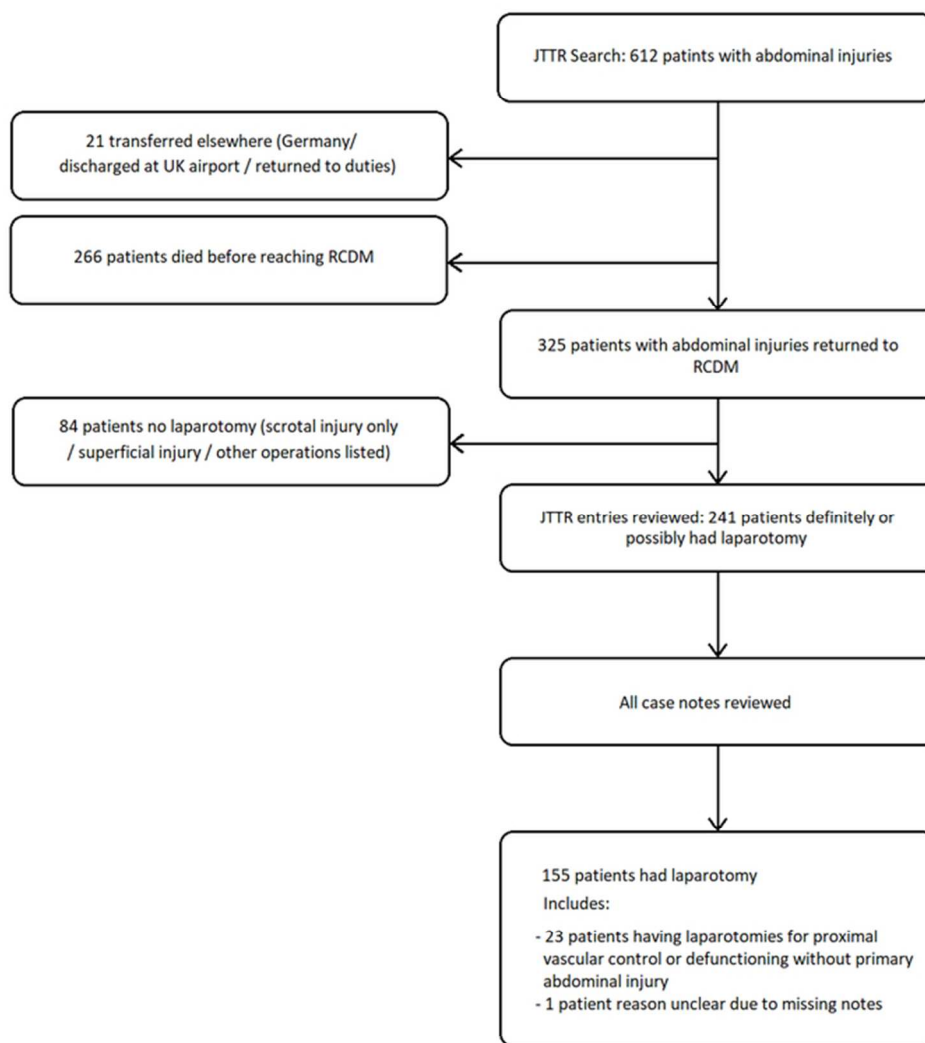 JTTR Search: 612 patints with abdominal injuries
21 transferred elsewhere (Germany/
discharged at UK airport / returned to duties)
266 patients died before reaching RCDM
325 patients with abdominal injuries returned to
RCDM
84 patients no laparotomy (scrotal injury only
/ superficial injury / other operations listed)
JTTR entries reviewed: 241 patients definitely or
possibly had laparotomy
All case notes reviewed
155 patients had laparotomy
Includes:
- 23 patients having laparotomies for proximal
vascular control or defunctioning without primary
abdominal injury
- 1 patient reason unclear due to missing notes